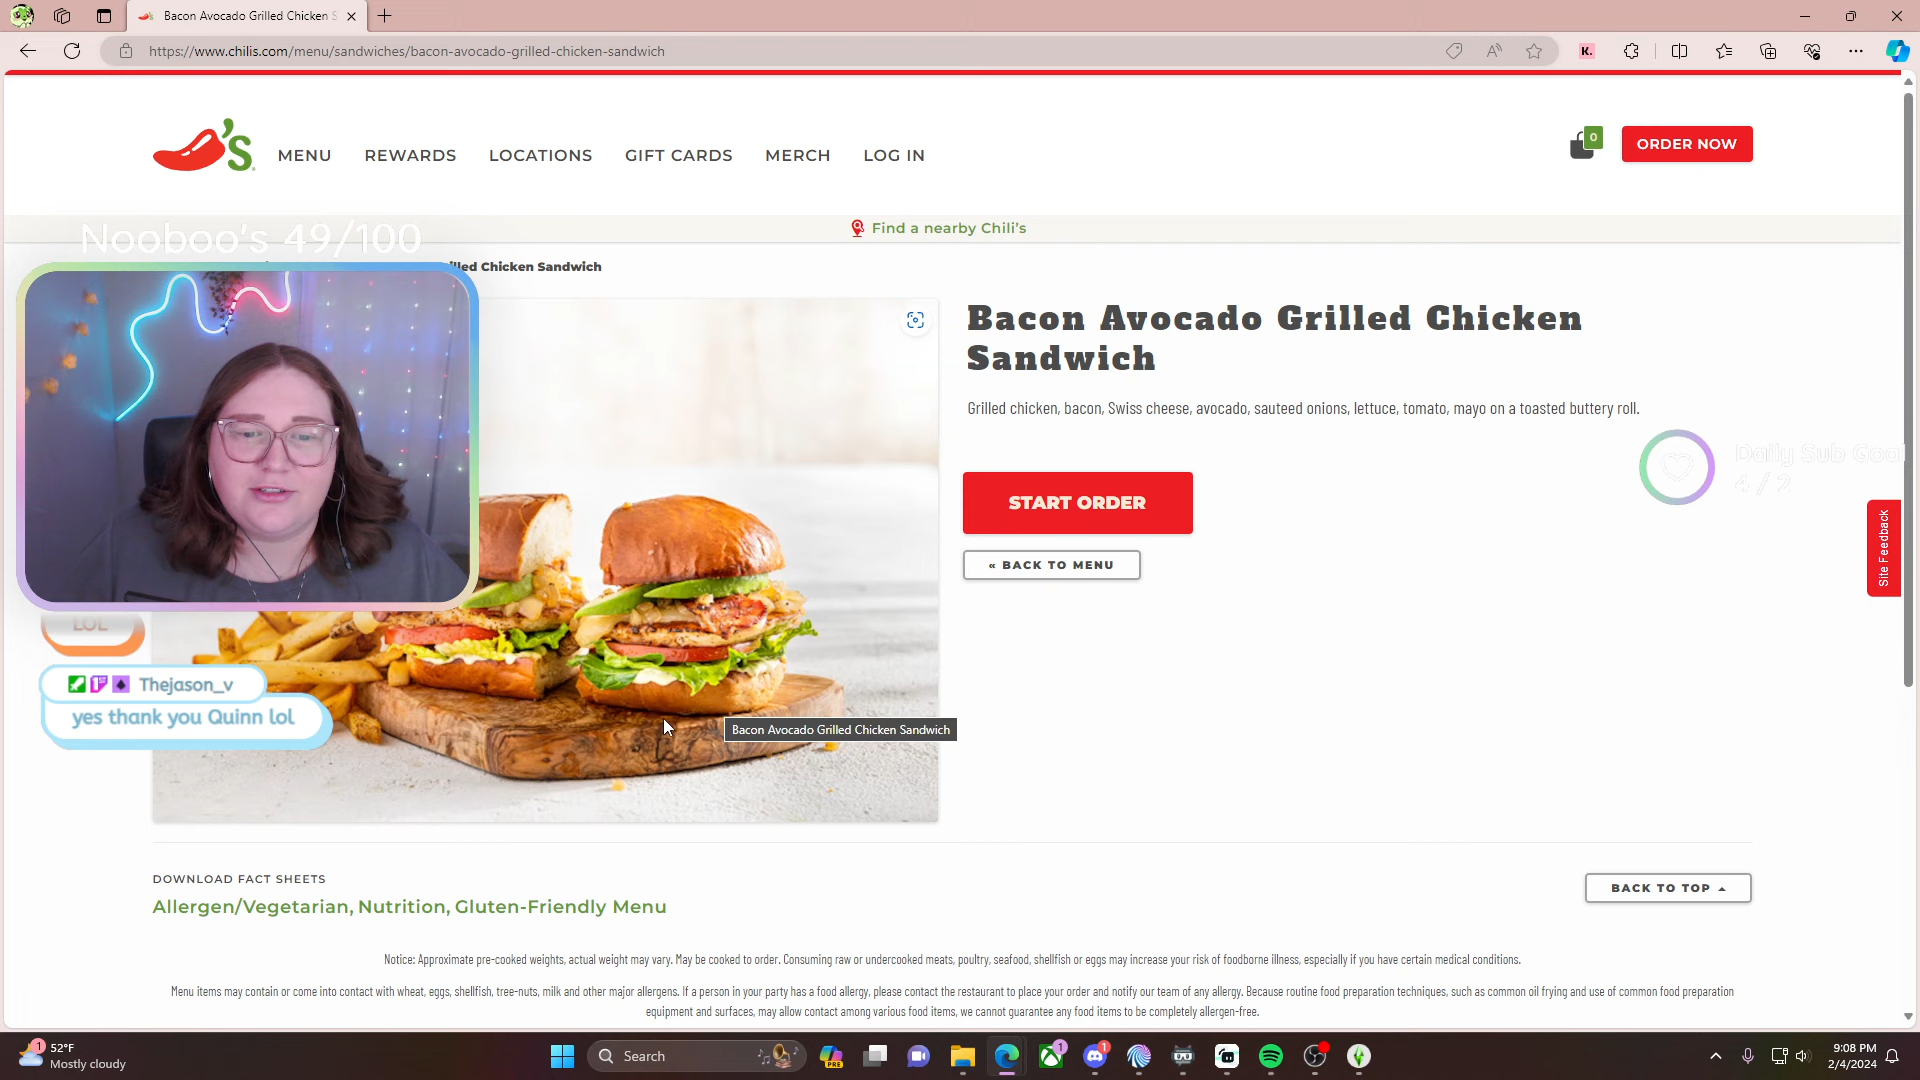 Bacon Avocado Grilled Chicken S
https://www.chilis.com/menu/sandwiches/bacon-avocado-grilled-chicken-sandwich
K.
'S
MENU
REWARDS
LOCATIONS
GIFT CARDS
MERCH
LOG IN
0
ORDER NOW
Find a nearby Chili's
Nooboo's 49/100
lled Chicken Sandwich
Bacon Avocado Grilled Chicken
Sandwich
Grilled chicken, bacon, Swiss cheese, avocado, sauteed onions, lettuce, tomato, mayo on a toasted buttery roll.
Daily Sub Goal
4 / 2
START ORDER
« BACK TO MENU
Site Feedback
LOL
Thejason_v
yes thank you Quinn lol
Bacon Avocado Grilled Chicken Sandwich
DOWNLOAD FACT SHEETS
Allergen/Vegetarian, Nutrition, Gluten-Friendly Menu
BACK TO TOP
Notice: Approximate pre-cooked weights, actual weight may vary. May be cooked to order. Consuming raw or undercooked meats, poultry, seafood, shellfish or eggs may increase your risk of foodborne illness, especially if you have certain medical conditions.
Menu items may contain or come into contact with wheat, eggs, shellfish, tree-nuts, milk and other major allergens. If a person in your party has a food allergy, please contact the restaurant to place your order and notify our team of any allergy. Because routine food preparation techniques, such as common oil frying and use of common food preparation
equipment and surfaces, may allow contact among various food items, we cannot guarantee any food items to be completely allergen-free.
1
52°F
Mostly cloudy
Search
PRE
1
1
9:08 PM
2/4/2024